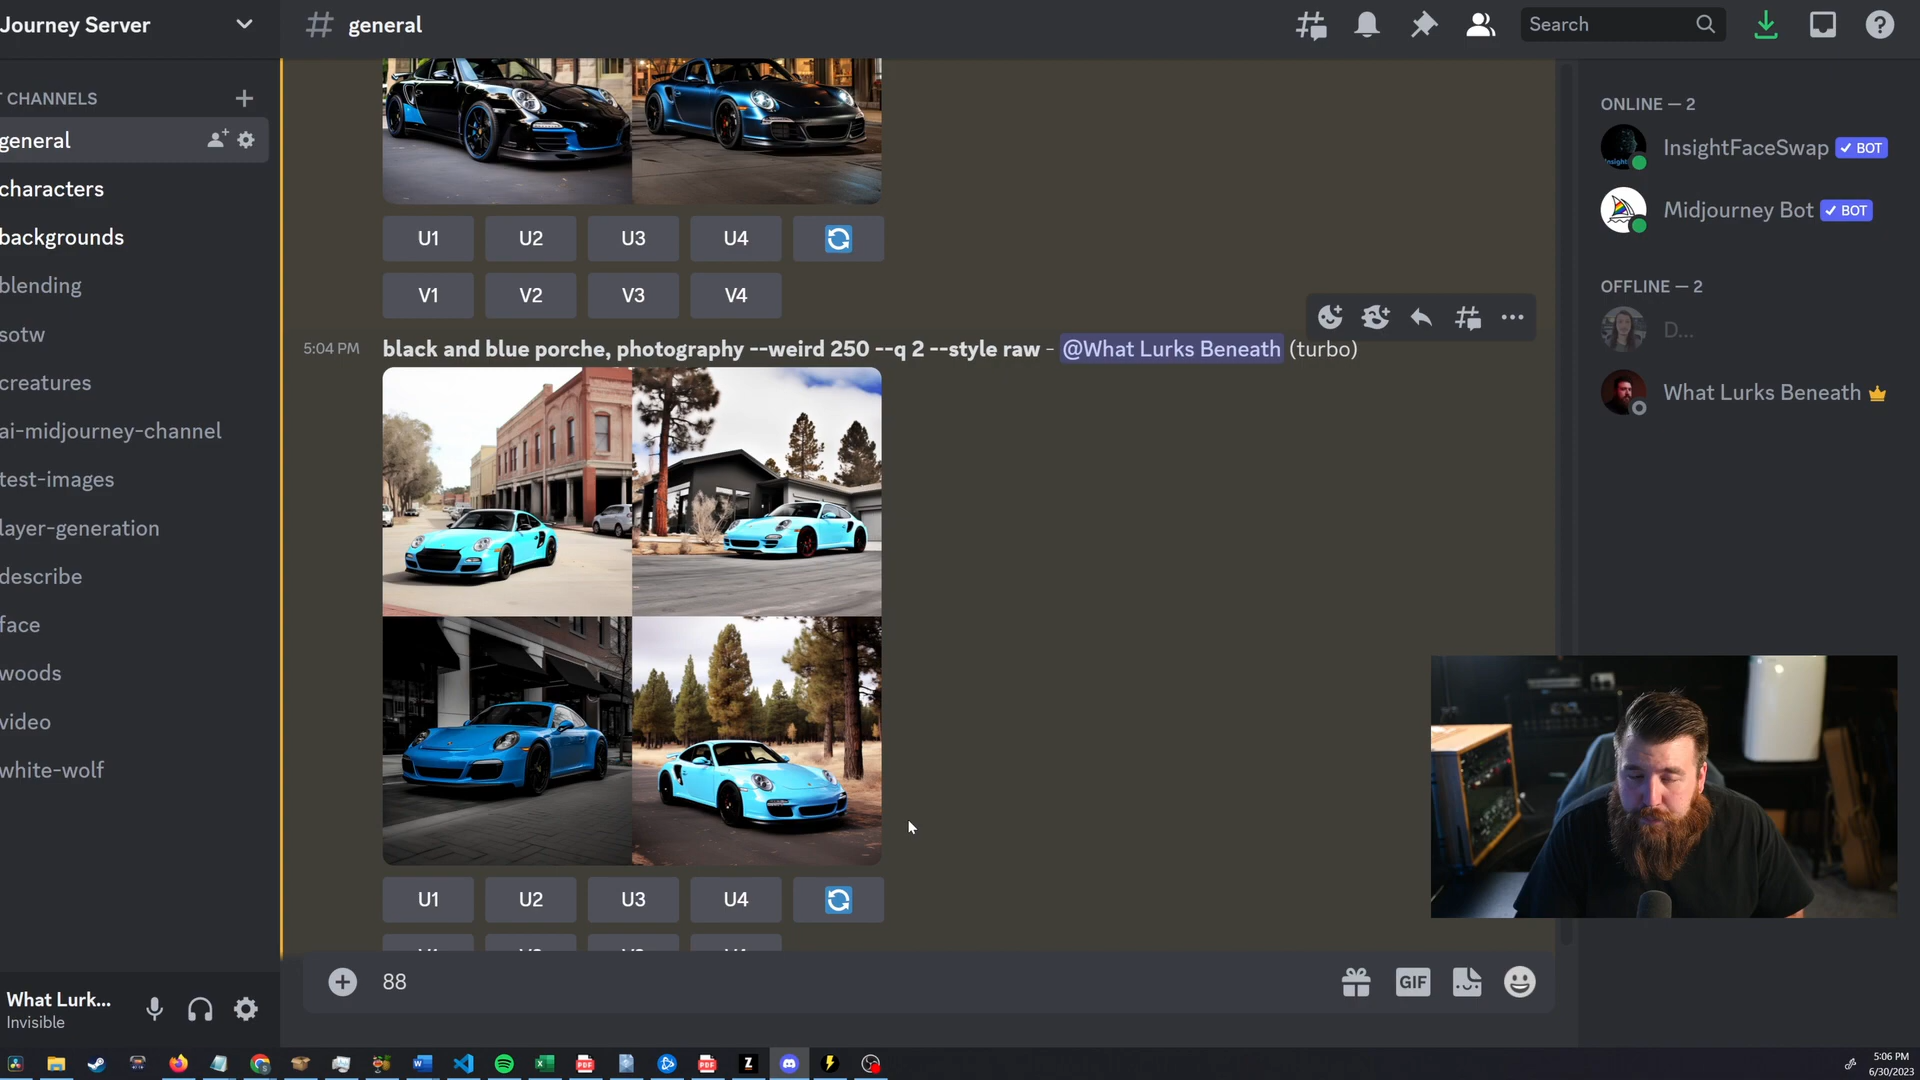 Journey Server
general
Search
T CHANNELS
general
characters
backgrounds
blending
sotw
creatures
ai-midjourney-channel
test-images
layer-generation
describe
face
woods
video
white-wolf
U1 U2 U3 U4
V1 V2 V3 V4
5:04 PM black and blue porche, photography --weird 250 --q 2 --style raw - @What Lurks Beneath (turbo)
U1 U2 U3 U4
88
GIF
ONLINE — 2
InsightFaceSwap ✓ BOT
Midjourney Bot ✓ BOT
OFFLINE — 2
D...
What Lurks Beneath
What Lurk...
Invisible
PDF
PDF
Z
5:06 PM
6/30/2023